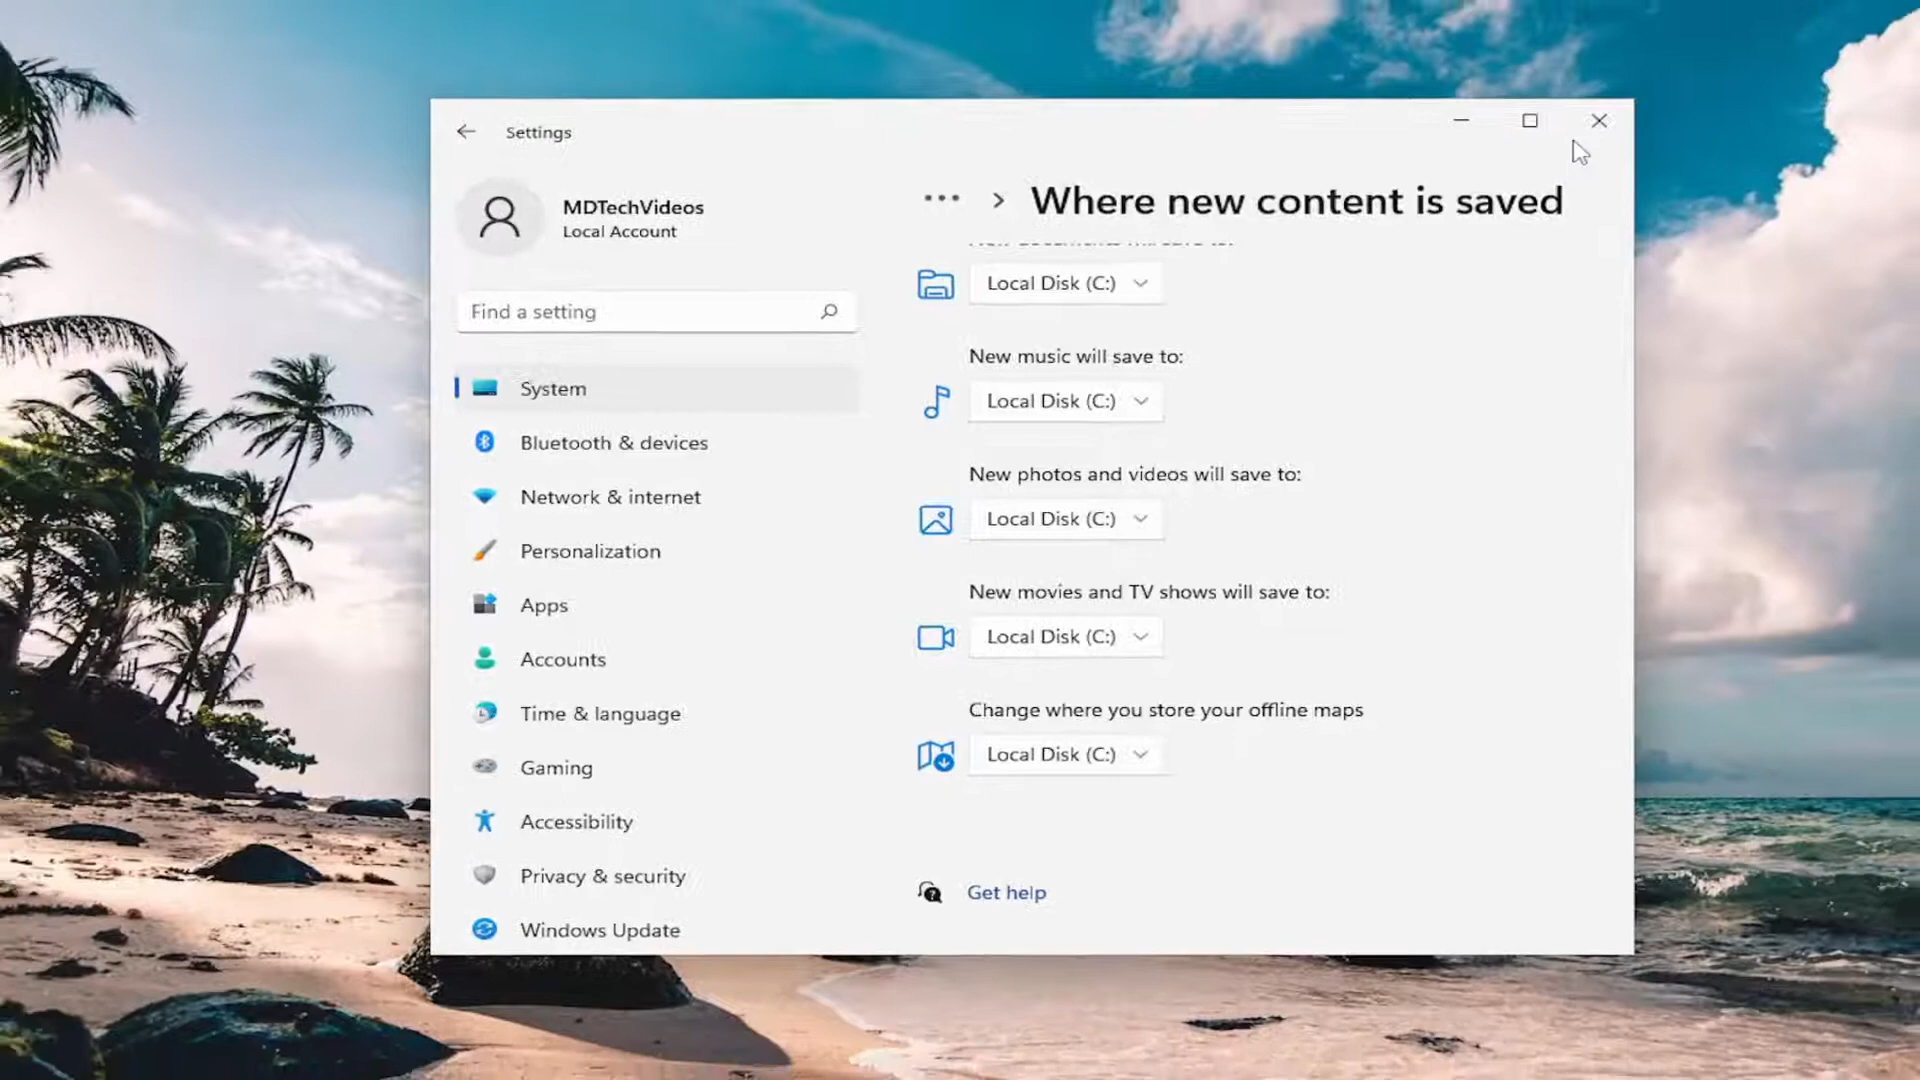 Settings
MDTechVideos
Local Account
Find a setting
System
Bluetooth & devices
Network & internet
Personalization
Apps
Accounts
Time & language
Gaming
Accessibility
Privacy & security
Windows Update
··· > Where new content is saved
Local Disk (C:)
New music will save to:
Local Disk (C:)
New photos and videos will save to:
Local Disk (C:)
New movies and TV shows will save to:
Local Disk (C:)
Change where you store your offline maps
Local Disk (C:)
Get help